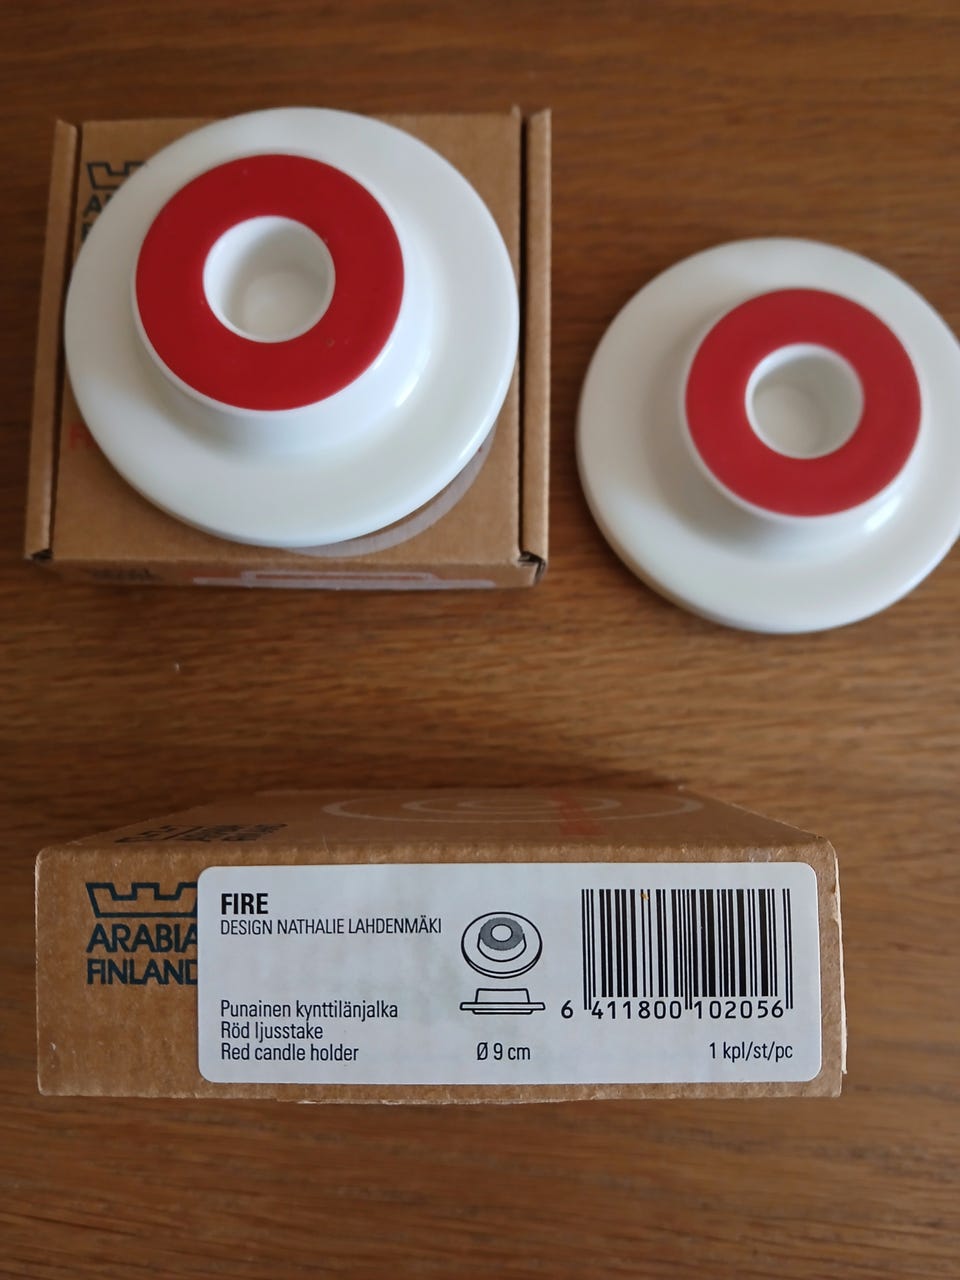 ARABIA
FINLAND
FIRE
DESIGN NATHALIE LAHDENMÄKI
Punainen kynttilänjalka
Röd ljusstake
Red candle holder
Ø 9 cm
6 411800 102056
1 kpl/st/pc